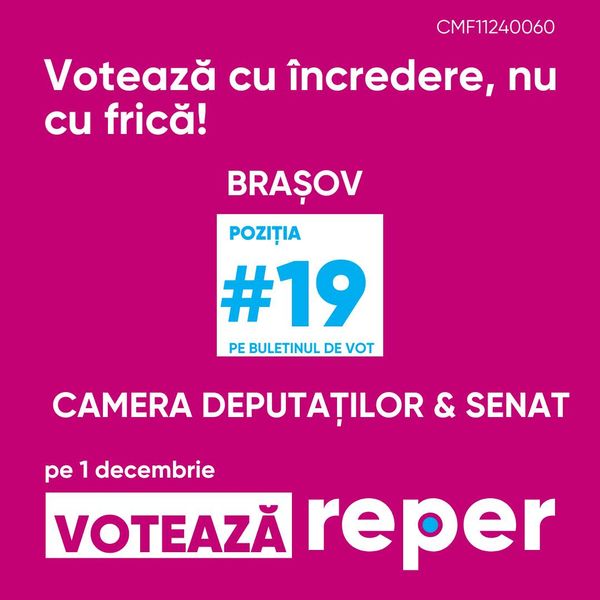 CMF11240060
Votează cu încredere, nu
cu frică!
BRAȘOV
POZIȚIA
#19
PE BULETINUL DE VOT
CAMERA DEPUTAȚILOR & SENAT
pe 1 decembrie
VOTEAZĂ reper